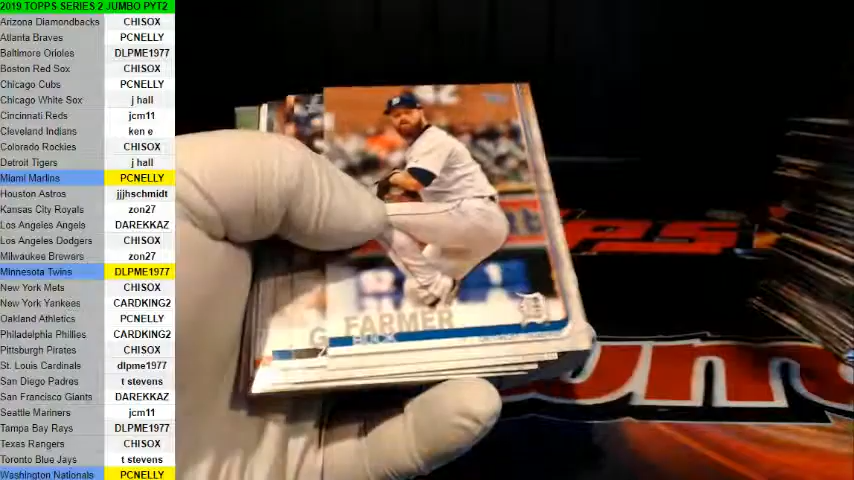 2019 TOPPS SERIES 2 JUMBO PYT2
Arizona Diamondbacks CHISOX
Atlanta Braves PCNELLY
Baltimore Orioles DLPME1977
Boston Red Sox CHISOX
Chicago Cubs PCNELLY
Chicago White Sox j hall
Cincinnati Reds jcm11
Cleveland Indians ken e
Colorado Rockies CHISOX
Detroit Tigers j hall
Miami Marlins PCNELLY
Houston Astros jjjhschmidt
Kansas City Royals zon27
Los Angeles Angels DAREKKAZ
Los Angeles Dodgers CHISOX
Milwaukee Brewers zon27
Minnesota Twins DLPME1977
New York Mets CHISOX
New York Yankees CARDKING2
Oakland Athletics PCNELLY
Philadelphia Phillies CARDKING2
Pittsburgh Pirates CHISOX
St. Louis Cardinals dlpme1977
San Diego Padres t stevens
San Francisco Giants DAREKKAZ
Seattle Mariners jcm11
Tampa Bay Rays DLPME1977
Texas Rangers CHISOX
Toronto Blue Jays t stevens
Washington Nationals PCNELLY
FARMER
BUCK